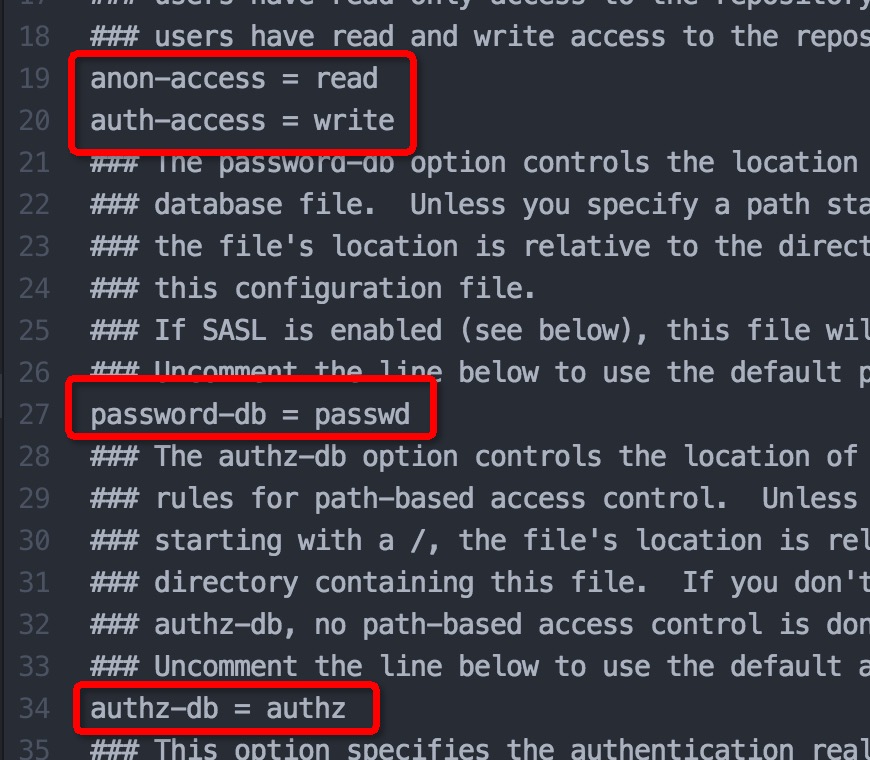 17 ### users have read only access to the repository
18 ### users have read and write access to the repos
19 anon-access = read
20 auth-access = write
21 ### The password-db option controls the location
22 ### database file.  Unless you specify a path sta
23 ### the file's location is relative to the direct
24 ### this configuration file.
25 ### If SASL is enabled (see below), this file wil
26 ### Uncomment the line below to use the default p
27 password-db = passwd
28 ### The authz-db option controls the location of
29 ### rules for path-based access control.  Unless
30 ### starting with a /, the file's location is rel
31 ### directory containing this file.  If you don't
32 ### authz-db, no path-based access control is don
33 ### Uncomment the line below to use the default a
34 authz-db = authz
35 ### This option specifies the authentication real